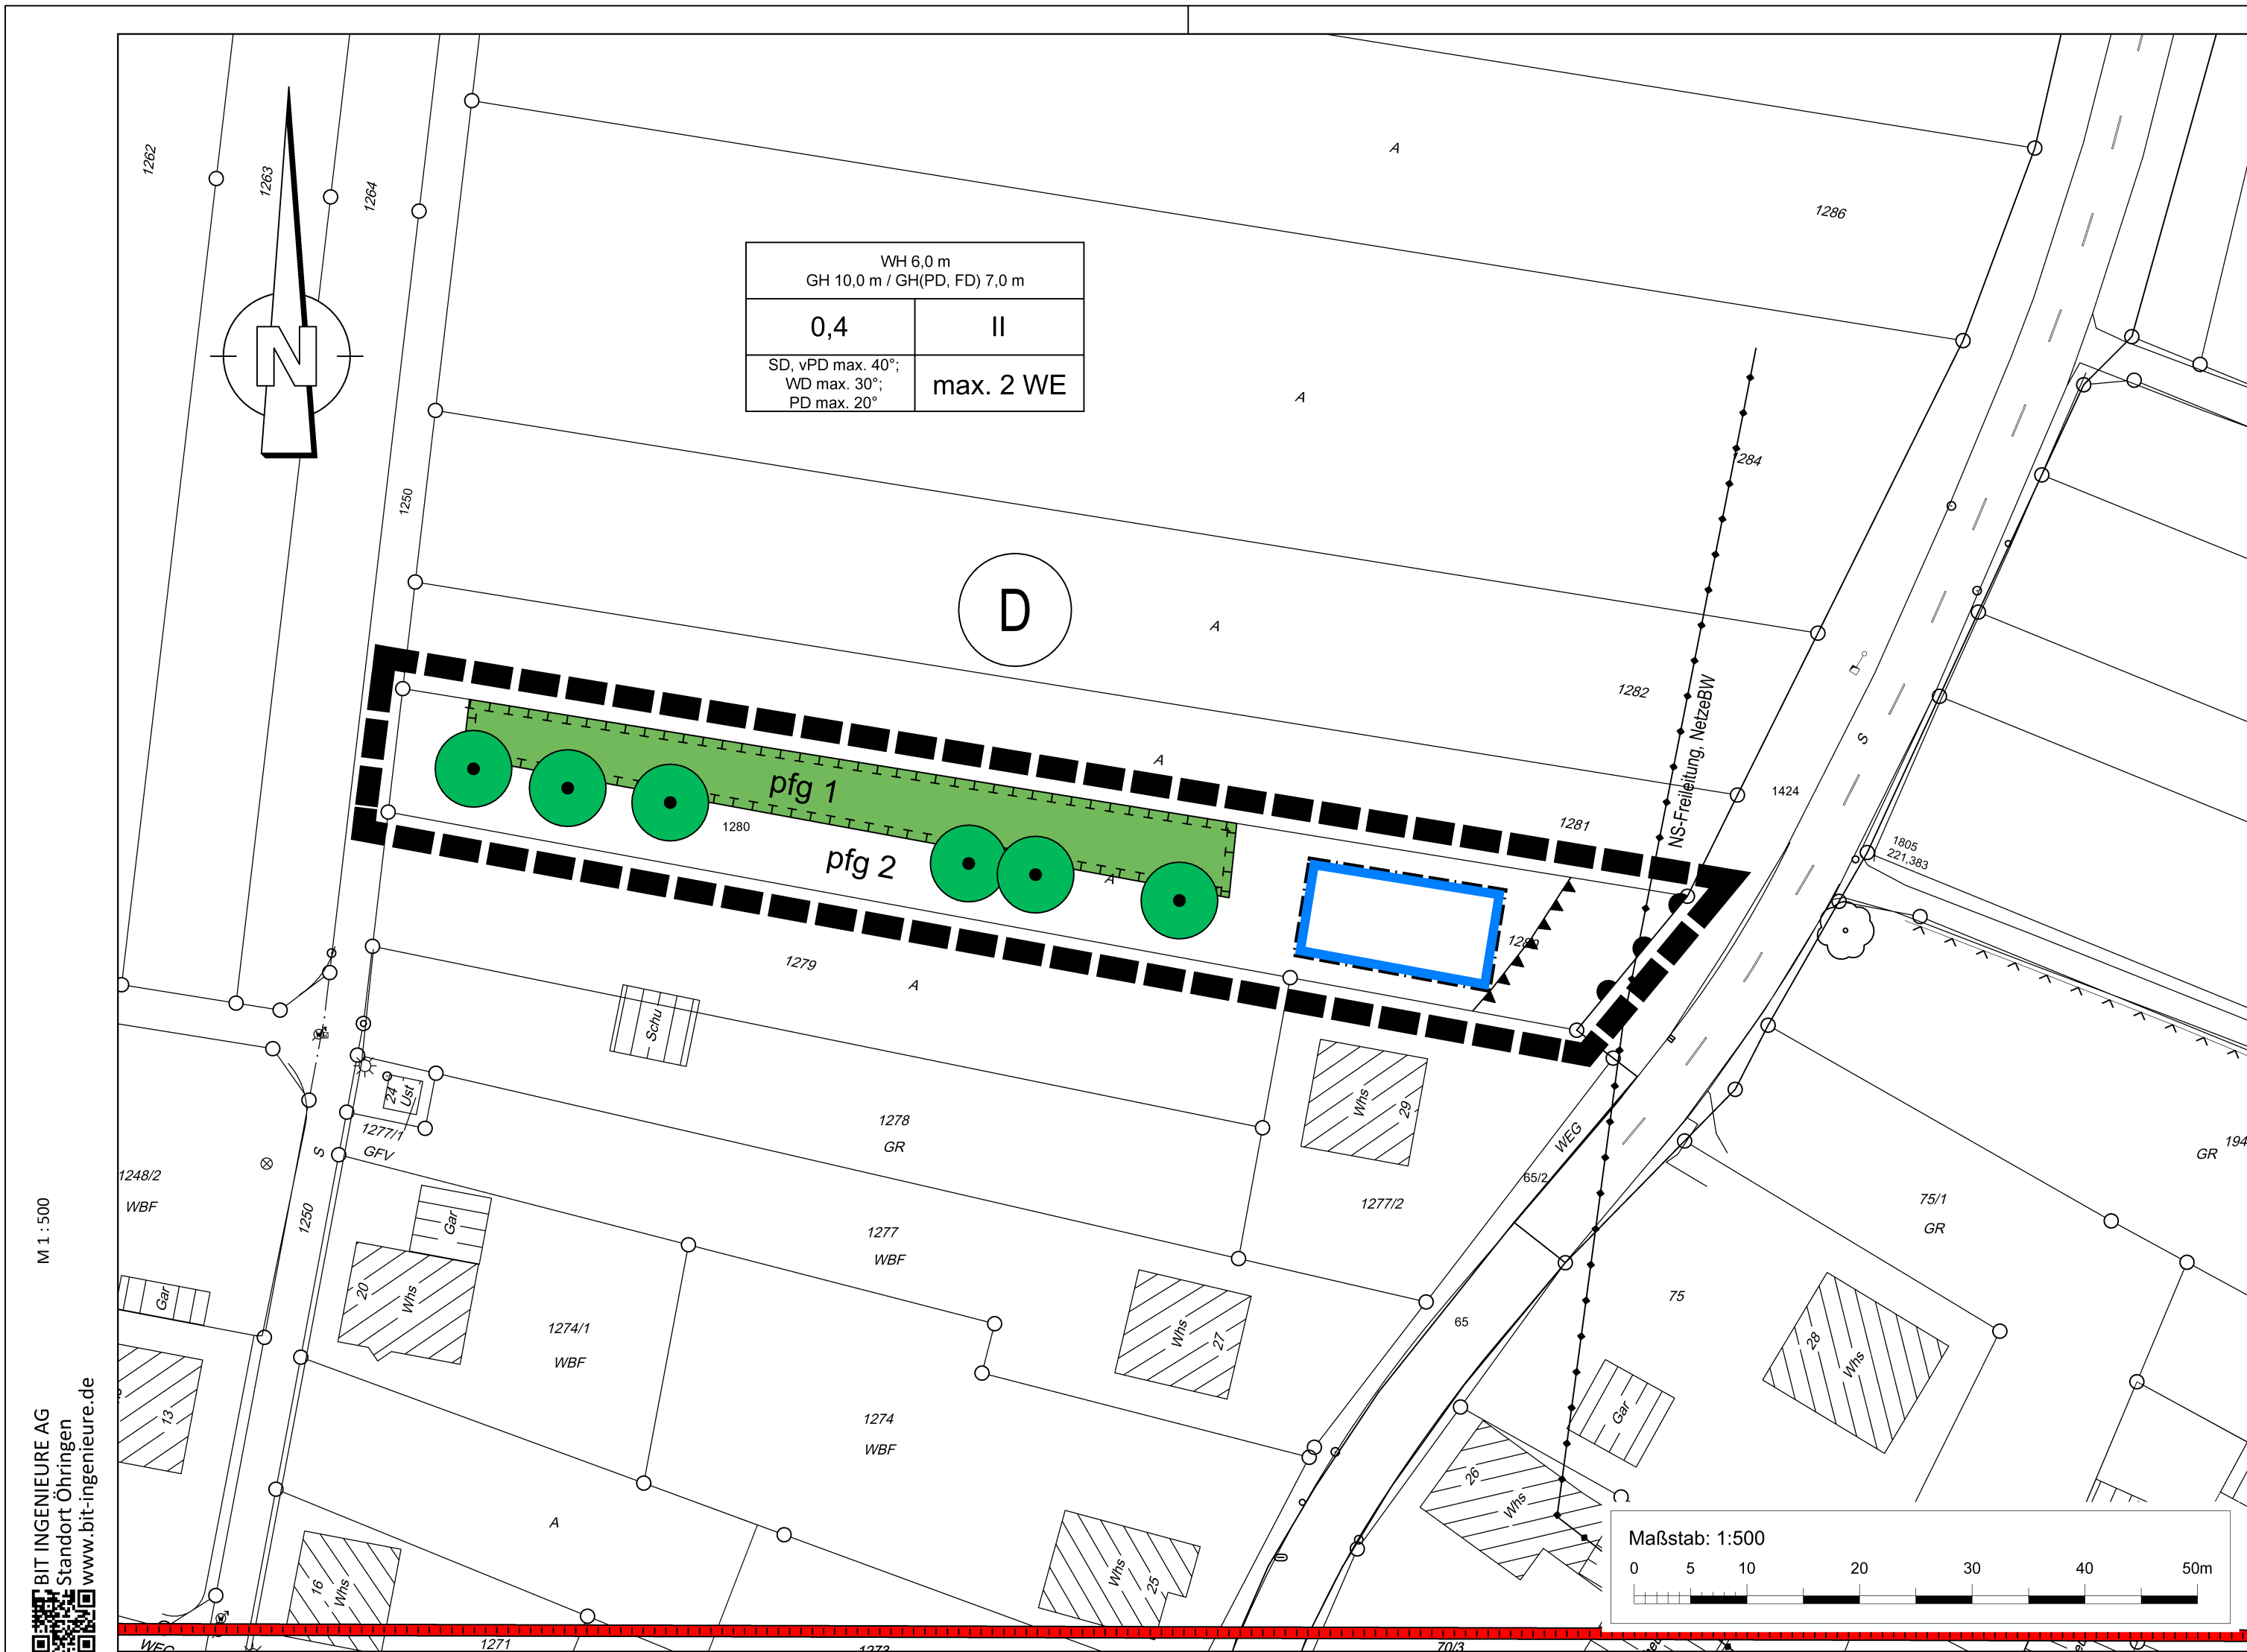 1262
1263
1264
A
1286
WH 6,0 m
GH 10,0 m / GH(PD, FD) 7,0 m
0,4
II
SD, vPD max. 40°;
WD max. 30°;
PD max. 20°
max. 2 WE
N
A
1284
1250
D
A
1282
NS-Freileitung, NetzeBW
S
A
1424
1281
pfg 1
1280
pfg 2
A
1805
221,383
1280
1279
A
Schu
24
Ust
1277/1
GFV
S
1278
GR
Whs
29
WEG
65/2
1248/2
WBF
1250
Gar
1277
WBF
1277/2
75/1
GR
GR
194
M 1 : 500
Gar
20
Whs
1274/1
WBF
Whs
27
65
75
28
Whs
13
1274
WBF
Gar
26
Whs
BIT INGENIEURE AG
Standort Öhringen
www.bit-ingenieure.de
A
16
Whs
Whs
25
Maßstab: 1:500
0 5 10 20 30 40 50m
WEG
1271
1273
70/3